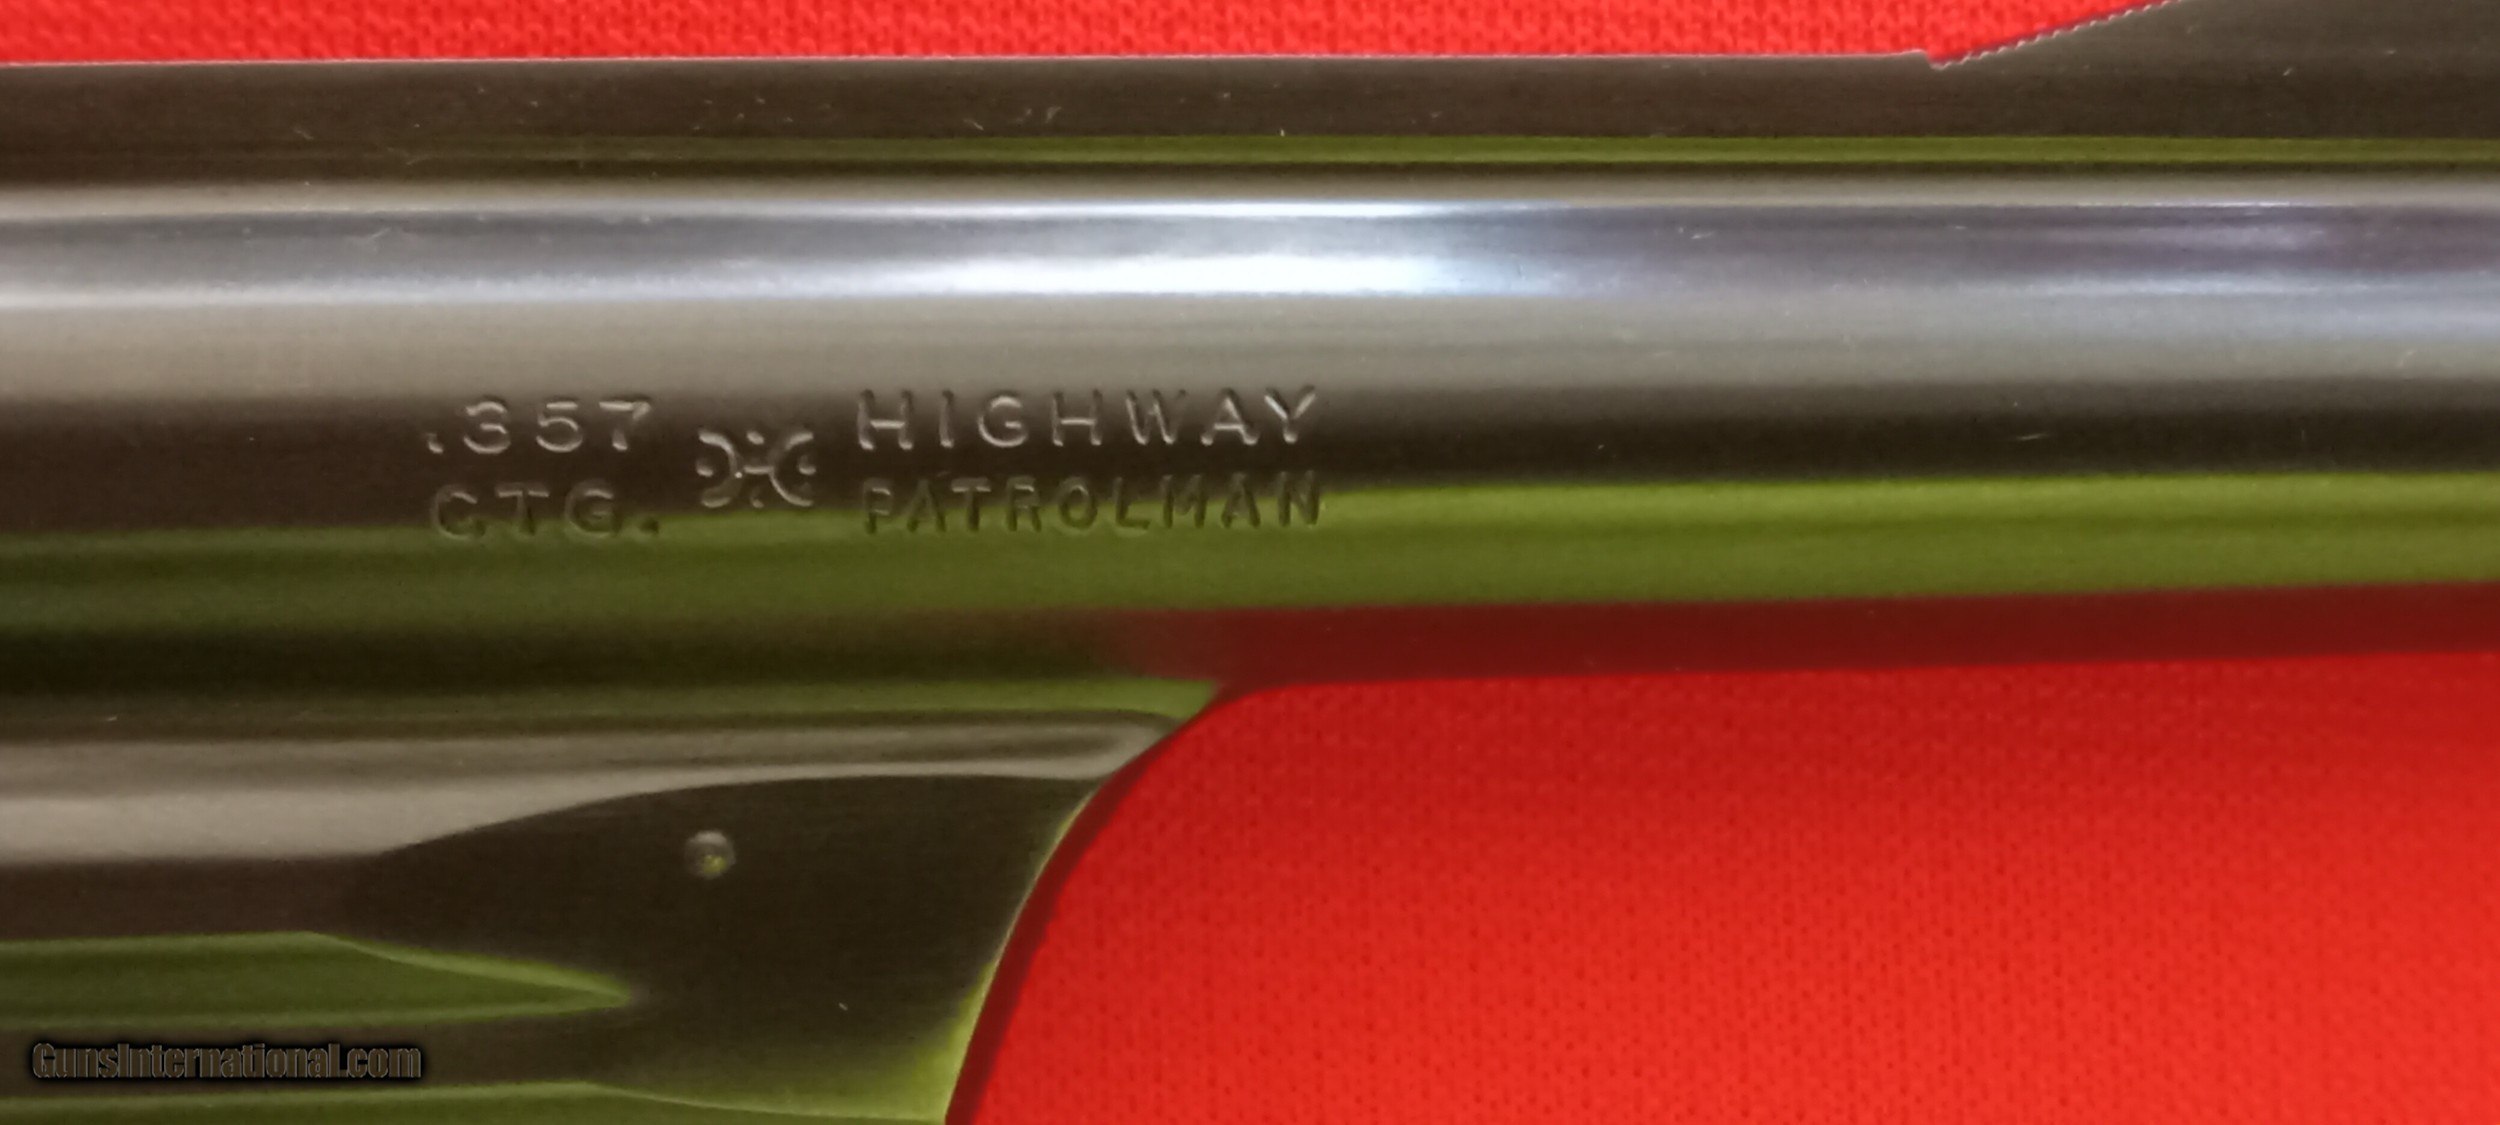 .357 HIGHWAY
CTG. PATROLMAN
GunsInternational.com